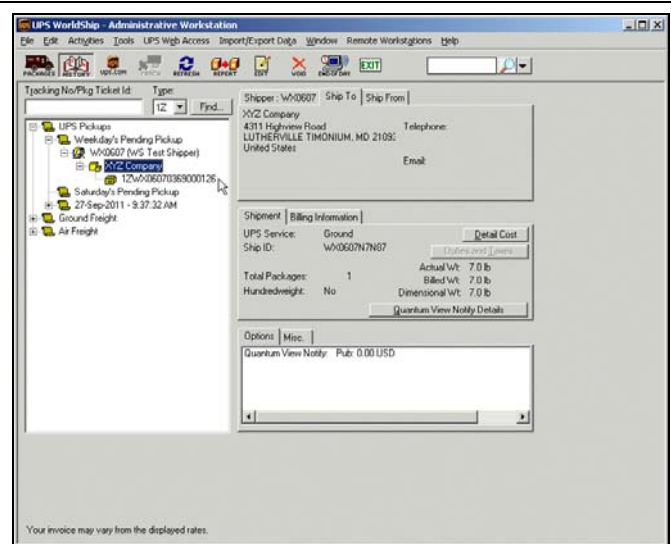 UPS WorldShip - Administrative Workstation
File Edit Activities Tools UPS Web Access Import/Export Data Window Remote Workstations Help
PACKAGES HISTORY UPS.COM TRACK REFRESH REPEAT EDIT VOID END OF DAY EXIT
Tracking No/Pkg Ticket Id: Type:
1Z Find...
UPS Pickups
Weekday's Pending Pickup
WX0607 (WS Test Shipper)
XYZ Company
1ZWX06070369000126
Saturday's Pending Pickup
27-Sep-2011 - 9:37:32 AM
Ground Freight
Air Freight
Shipper : WX0607 Ship To Ship From
XYZ Company
4311 Highview Road Telephone:
LUTHERVILLE TIMONIUM, MD 2109
United States
Email:
Shipment Billing Information
UPS Service: Ground Detail Cost
Ship ID: WX0607N7N87 Duties and Taxes
Actual Wt: 7.0 lb
Total Packages: 1 Billed Wt: 7.0 lb
Hundredweight: No Dimensional Wt: 7.0 lb
Quantum View Notify Details
Options Misc.
Quantum View Notify: Pub: 0.00 USD
Your invoice may vary from the displayed rates.